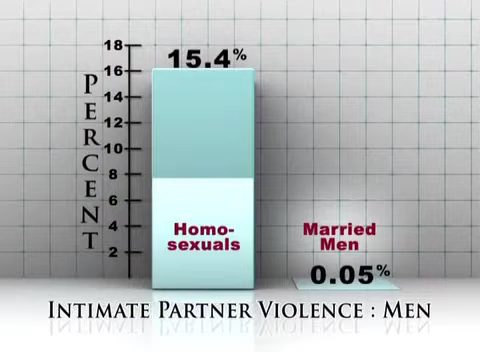 15.4%
PERCENT
18
16
14
12
10
8
6
4
2
Homo-
sexuals
Married
Men
0.05%
INTIMATE PARTNER VIOLENCE : MEN